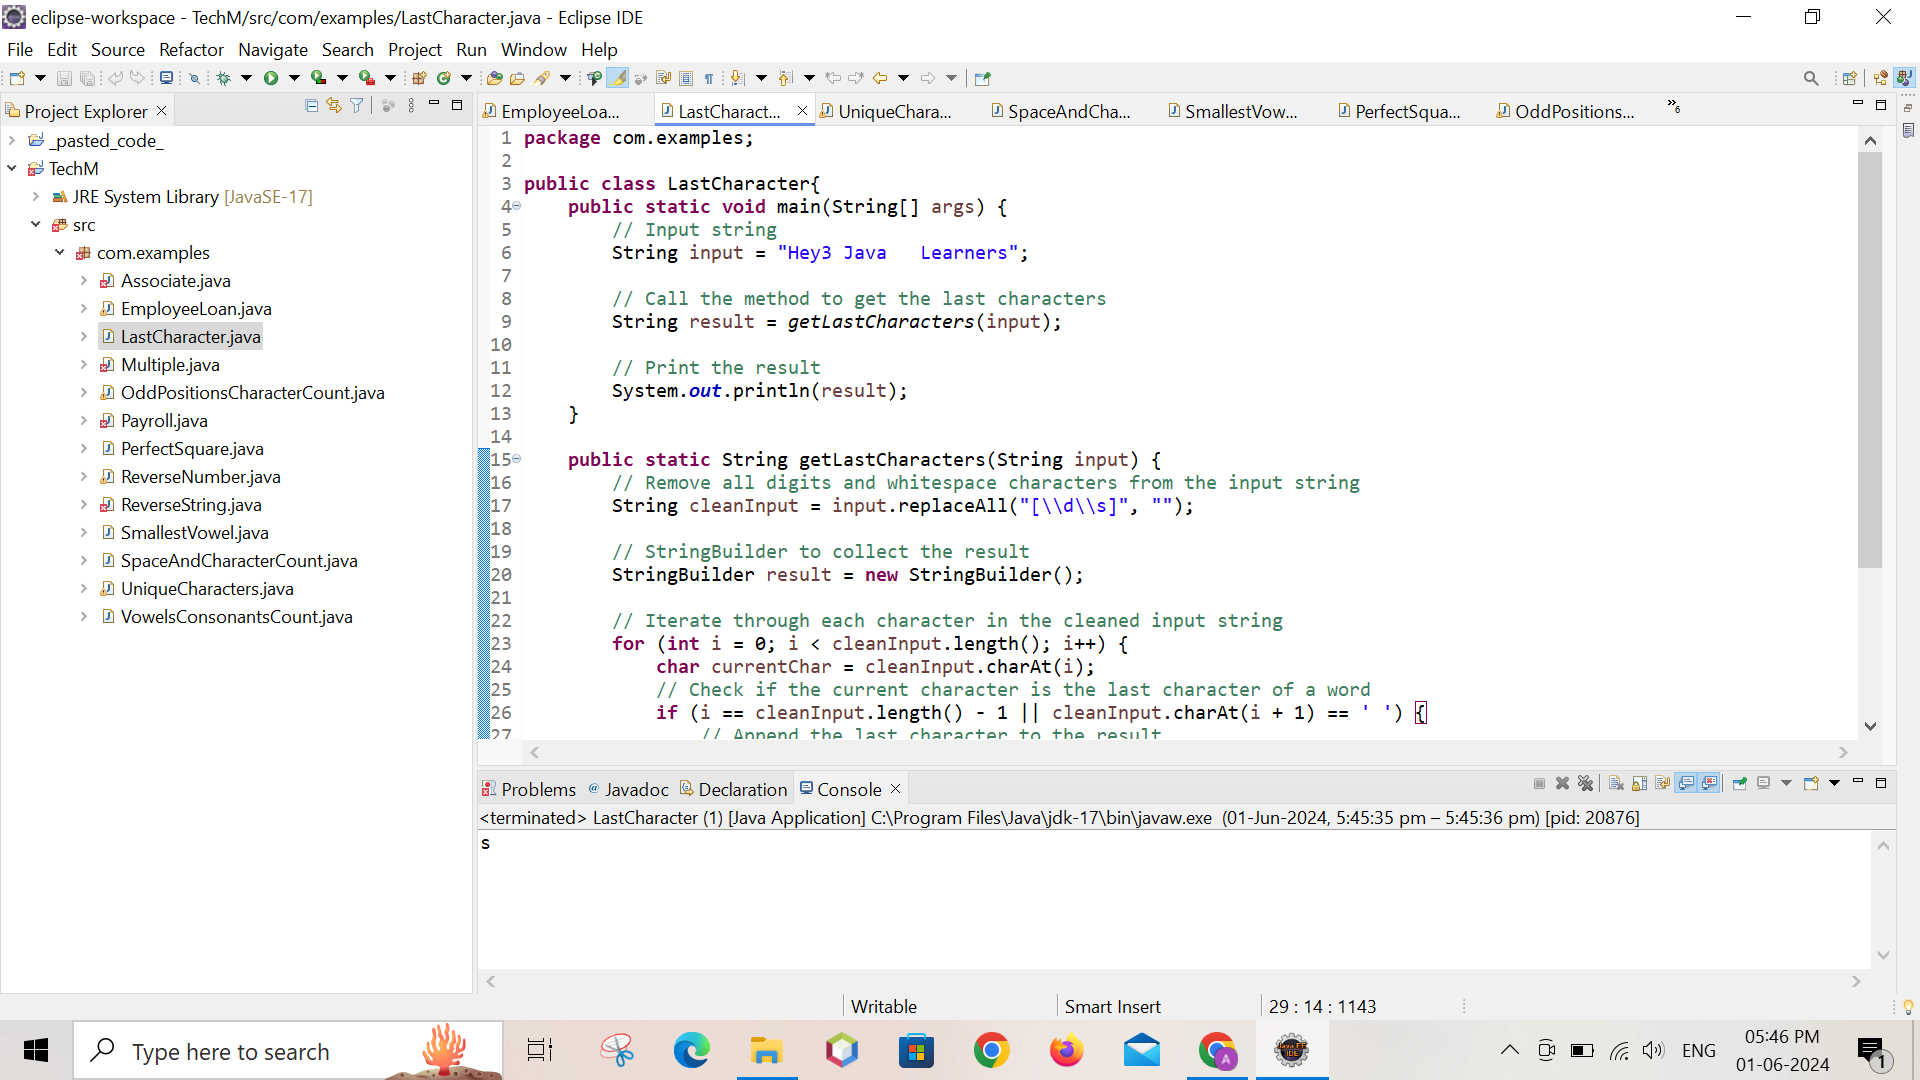 eclipse-workspace - TechM/src/com/examples/LastCharacter.java - Eclipse IDE
File Edit Source Refactor Navigate Search Project Run Window Help
Project Explorer
EmployeeLoa...
LastCharact...
UniqueChara...
SpaceAndCha...
SmallestVow...
PerfectSqua...
OddPositions...
»6
_pasted_code_
TechM
JRE System Library [JavaSE-17]
src
com.examples
Associate.java
EmployeeLoan.java
LastCharacter.java
Multiple.java
OddPositionsCharacterCount.java
Payroll.java
PerfectSquare.java
ReverseNumber.java
ReverseString.java
SmallestVowel.java
SpaceAndCharacterCount.java
UniqueCharacters.java
VowelsConsonantsCount.java
1 package com.examples;
2
3 public class LastCharacter{
4 public static void main(String[] args) {
5 // Input string
6 String input = "Hey3 Java   Learners";
7
8 // Call the method to get the last characters
9 String result = getLastCharacters(input);
10
11 // Print the result
12 System.out.println(result);
13 }
14
15 public static String getLastCharacters(String input) {
16 // Remove all digits and whitespace characters from the input string
17 String cleanInput = input.replaceAll("[\\d\\s]", "");
18
19 // StringBuilder to collect the result
20 StringBuilder result = new StringBuilder();
21
22 // Iterate through each character in the cleaned input string
23 for (int i = 0; i < cleanInput.length(); i++) {
24 char currentChar = cleanInput.charAt(i);
25 // Check if the current character is the last character of a word
26 if (i == cleanInput.length() - 1 || cleanInput.charAt(i + 1) == ' ') {
27 // Append the last character to the result
Problems @ Javadoc Declaration Console
<terminated> LastCharacter (1) [Java Application] C:\Program Files\Java\jdk-17\bin\javaw.exe (01-Jun-2024, 5:45:35 pm – 5:45:36 pm) [pid: 20876]
s
Writable
Smart Insert
29 : 14 : 1143
Type here to search
ENG
05:46 PM
01-06-2024
1